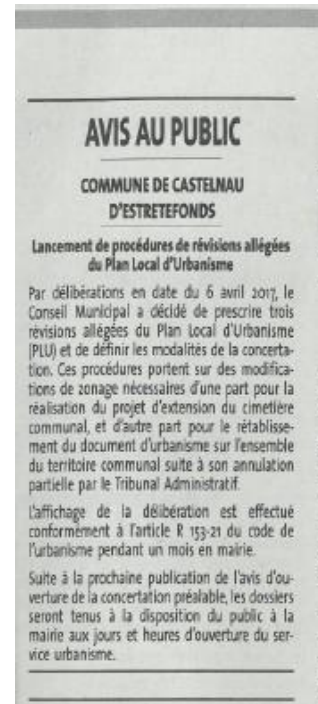 AVIS AU PUBLIC
COMMUNE DE CASTELNAU
D'ESTRETEFONDS
Lancement de procédures de révisions allégées
du Plan Local d'Urbanisme
Par délibérations en date du 6 avril 2017, le
Conseil Municipal a décidé de prescrire trois
révisions allégées du Plan Local d'Urbanisme
(PLU) et de définir les modalités de la concerta-
tion. Ces procédures portent sur des modifica-
tions de zonage nécessaires d'une part pour la
réalisation du projet d'extension du cimetière
communal, et d'autre part pour le rétablisse-
ment du document d'urbanisme sur l'ensemble
du territoire communal suite à son annulation
partielle par le Tribunal Administratif.
L'affichage de la délibération est effectué
conformément à l'article R 153-21 du code de
l'urbanisme pendant un mois en mairie.
Suite à la prochaine publication de l'avis d'ou-
verture de la concertation préalable, les dossiers
seront tenus à la disposition du public à la
mairie aux jours et heures d'ouverture du ser-
vice urbanisme.